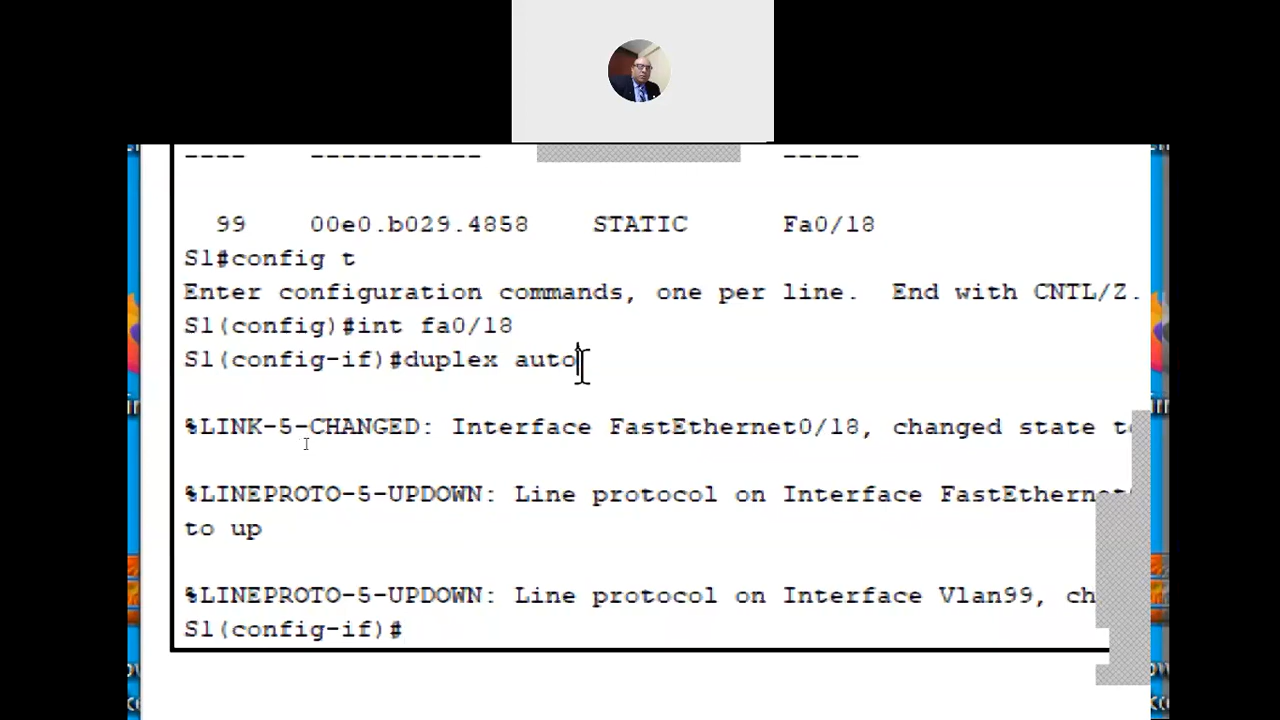 ---- ----------- -----
99 00e0.b029.4858 STATIC Fa0/18
S1#config t
Enter configuration commands, one per line. End with CNTL/Z.
S1(config)#int fa0/18
S1(config-if)#duplex auto
%LINK-5-CHANGED: Interface FastEthernet0/18, changed state to
%LINEPROTO-5-UPDOWN: Line protocol on Interface FastEthernet
to up
%LINEPROTO-5-UPDOWN: Line protocol on Interface Vlan99, ch
S1(config-if)#